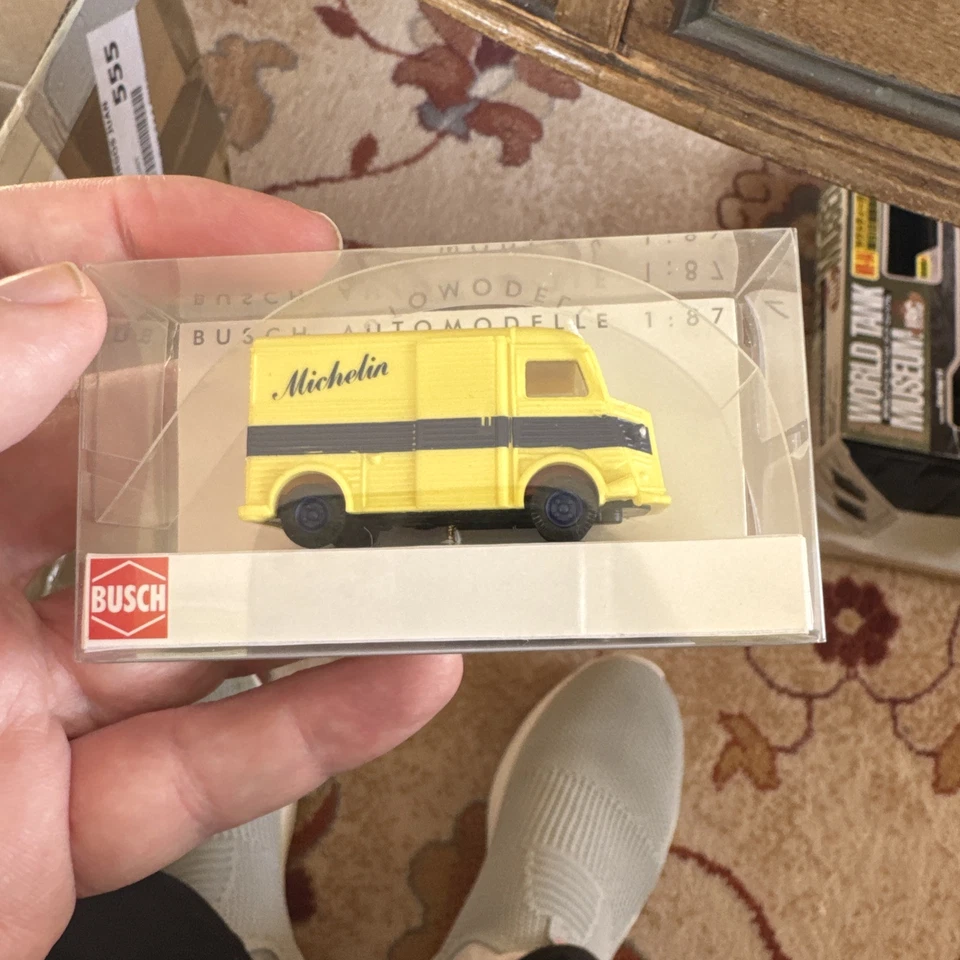 555
BUSCH AUTOMODELLE 1:87
Michelin
BUSCH
WORLD TANK
MUSEUM